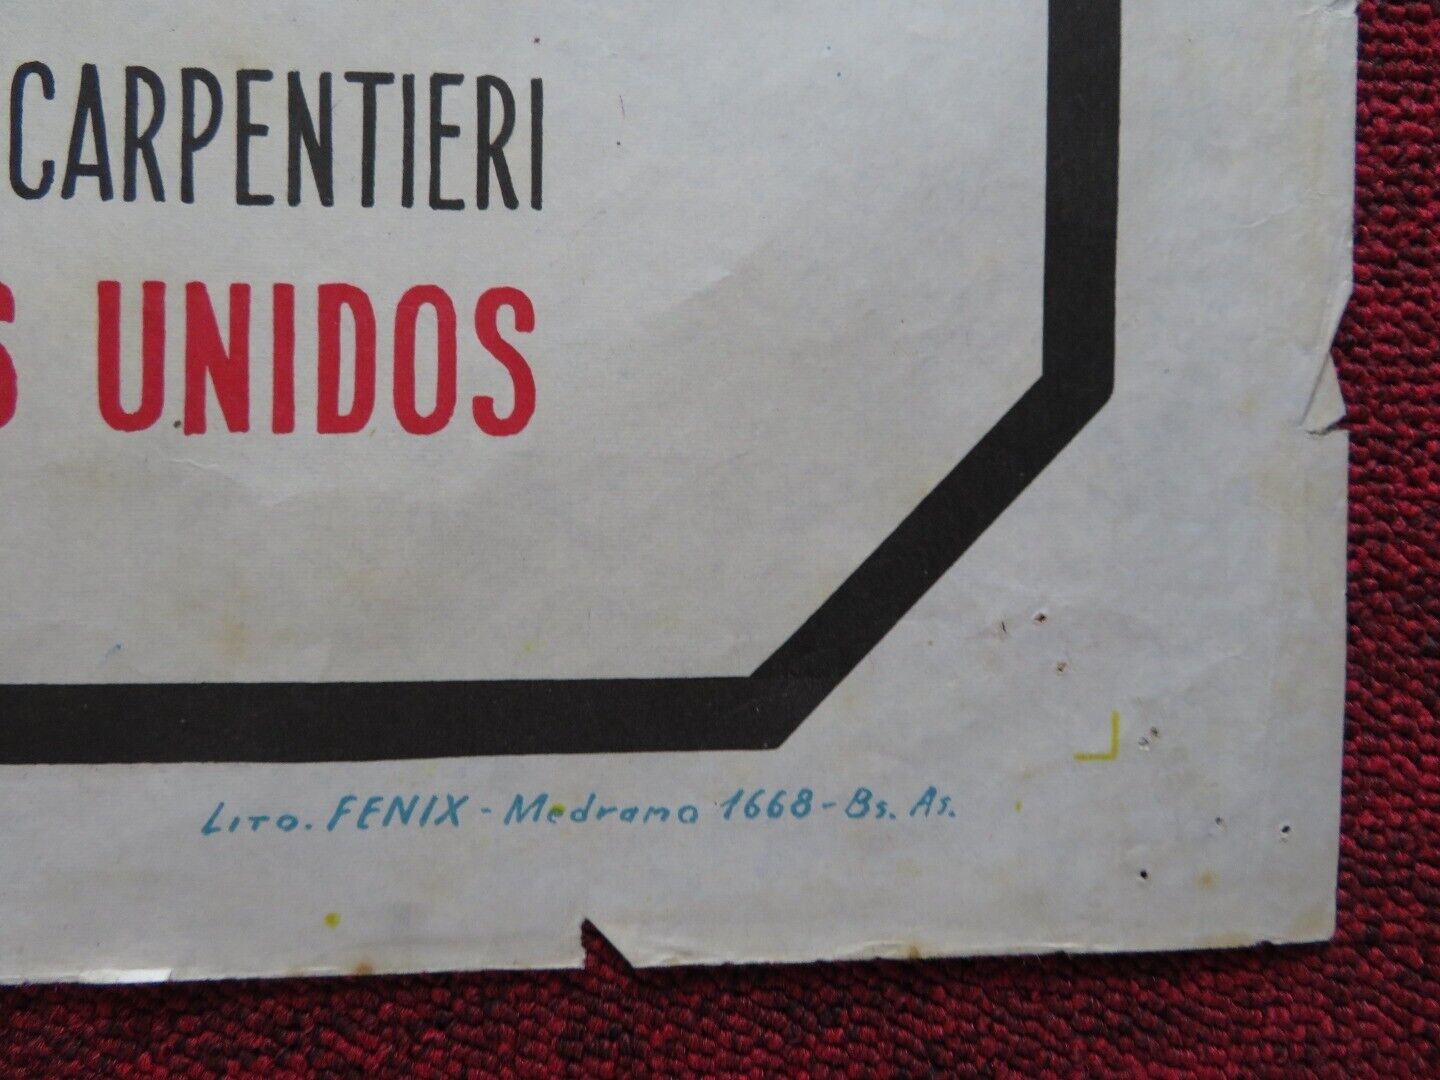 CARPENTIERI
S UNIDOS
LITO. FENIX - Medrano 1668 - Bs. As.